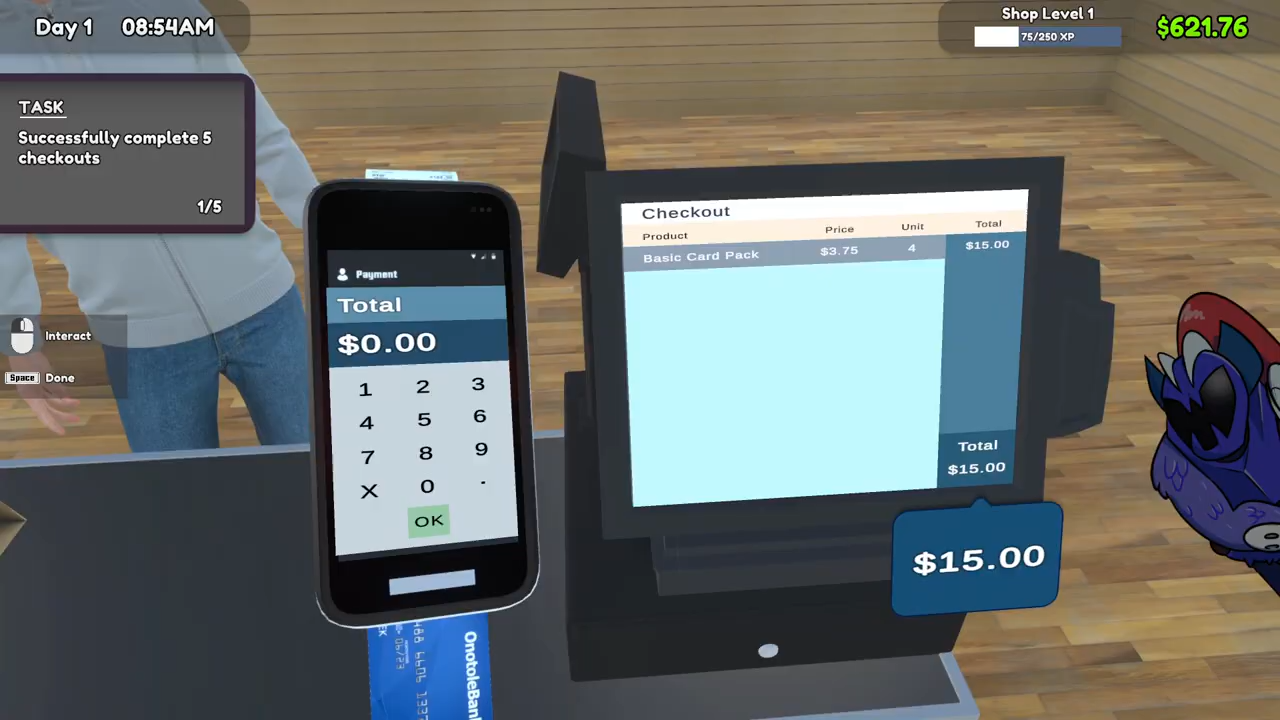 Day 1 08:54AM
Shop Level 1
75/250 XP
$621.76
TASK
Successfully complete 5
checkouts
1/5
Interact
Space Done
Payment
Total
$0.00
1 2 3
4 5 6
7 8 9
X 0 .
OK
Checkout
Product Price Unit Total
Basic Card Pack $3.75 4 $15.00
Total
$15.00
$15.00
OnotoleBank